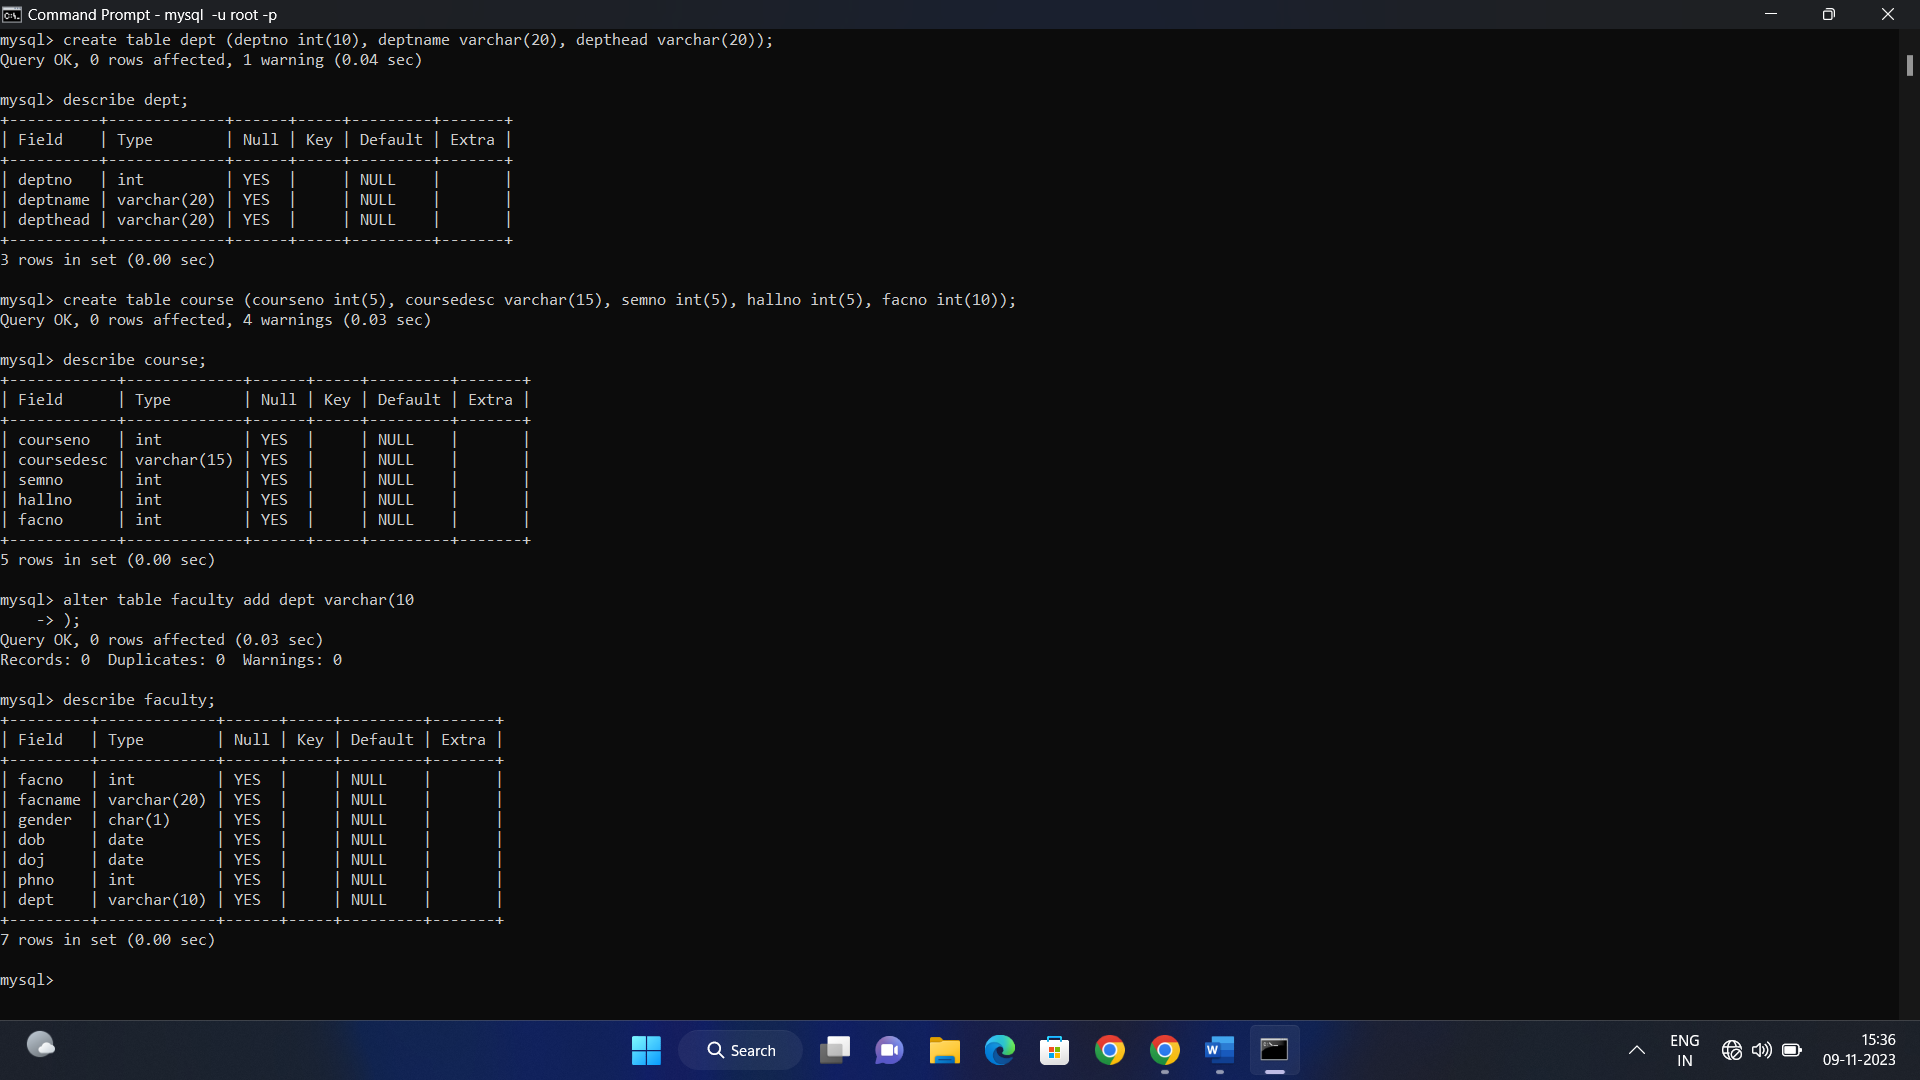 Command Prompt - mysql  -u root -p
mysql> create table dept (deptno int(10), deptname varchar(20), depthead varchar(20));
Query OK, 0 rows affected, 1 warning (0.04 sec)

mysql> describe dept;
+----------+-------------+------+-----+---------+-------+
| Field    | Type        | Null | Key | Default | Extra |
+----------+-------------+------+-----+---------+-------+
| deptno   | int         | YES  |     | NULL    |       |
| deptname | varchar(20) | YES  |     | NULL    |       |
| depthead | varchar(20) | YES  |     | NULL    |       |
+----------+-------------+------+-----+---------+-------+
3 rows in set (0.00 sec)

mysql> create table course (courseno int(5), coursedesc varchar(15), semno int(5), hallno int(5), facno int(10));
Query OK, 0 rows affected, 4 warnings (0.03 sec)

mysql> describe course;
+------------+-------------+------+-----+---------+-------+
| Field      | Type        | Null | Key | Default | Extra |
+------------+-------------+------+-----+---------+-------+
| courseno   | int         | YES  |     | NULL    |       |
| coursedesc | varchar(15) | YES  |     | NULL    |       |
| semno      | int         | YES  |     | NULL    |       |
| hallno     | int         | YES  |     | NULL    |       |
| facno      | int         | YES  |     | NULL    |       |
+------------+-------------+------+-----+---------+-------+
5 rows in set (0.00 sec)

mysql> alter table faculty add dept varchar(10
    -> );
Query OK, 0 rows affected (0.03 sec)
Records: 0  Duplicates: 0  Warnings: 0

mysql> describe faculty;
+---------+-------------+------+-----+---------+-------+
| Field   | Type        | Null | Key | Default | Extra |
+---------+-------------+------+-----+---------+-------+
| facno   | int         | YES  |     | NULL    |       |
| facname | varchar(20) | YES  |     | NULL    |       |
| gender  | char(1)     | YES  |     | NULL    |       |
| dob     | date        | YES  |     | NULL    |       |
| doj     | date        | YES  |     | NULL    |       |
| phno    | int         | YES  |     | NULL    |       |
| dept    | varchar(10) | YES  |     | NULL    |       |
+---------+-------------+------+-----+---------+-------+
7 rows in set (0.00 sec)

mysql>
Search
ENG
IN
15:36
09-11-2023